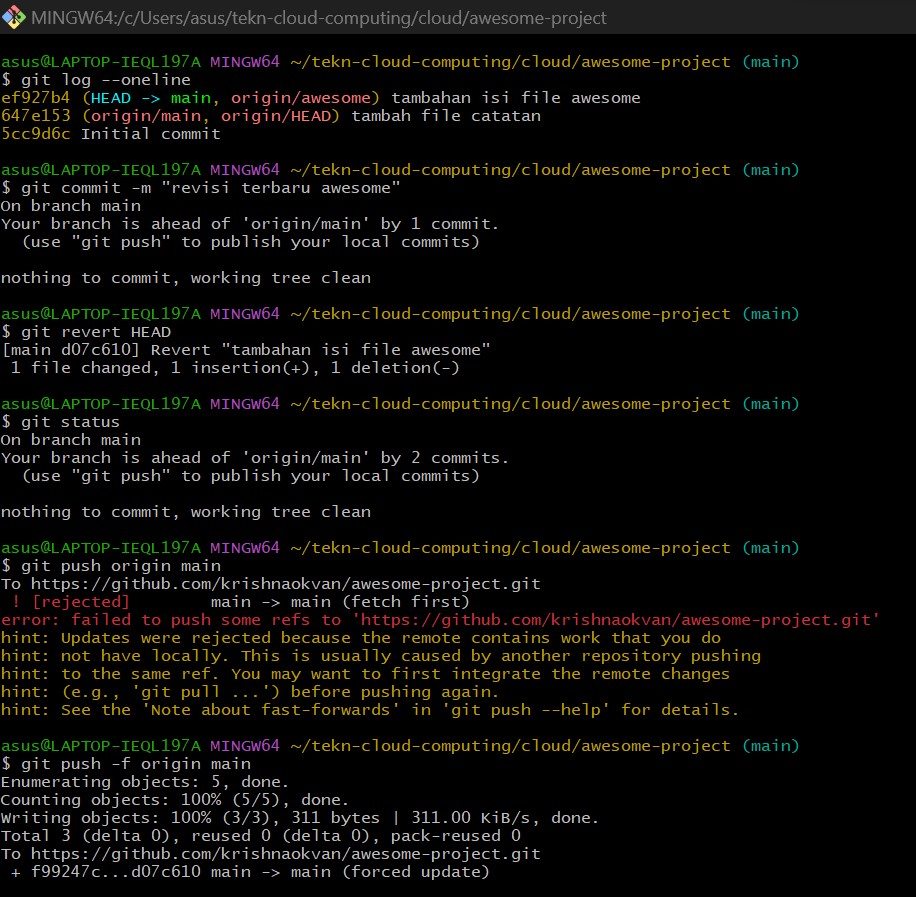 MINGW64:/c/Users/asus/tekn-cloud-computing/cloud/awesome-project
asus@LAPTOP-IEQL197A MINGW64 ~/tekn-cloud-computing/cloud/awesome-project (main)
$ git log --oneline
ef927b4 (HEAD -> main, origin/awesome) tambahan isi file awesome
647e153 (origin/main, origin/HEAD) tambah file catatan
5cc9d6c Initial commit
asus@LAPTOP-IEQL197A MINGW64 ~/tekn-cloud-computing/cloud/awesome-project (main)
$ git commit -m "revisi terbaru awesome"
On branch main
Your branch is ahead of 'origin/main' by 1 commit.
  (use "git push" to publish your local commits)
nothing to commit, working tree clean
asus@LAPTOP-IEQL197A MINGW64 ~/tekn-cloud-computing/cloud/awesome-project (main)
$ git revert HEAD
[main d07c610] Revert "tambahan isi file awesome"
 1 file changed, 1 insertion(+), 1 deletion(-)
asus@LAPTOP-IEQL197A MINGW64 ~/tekn-cloud-computing/cloud/awesome-project (main)
$ git status
On branch main
Your branch is ahead of 'origin/main' by 2 commits.
  (use "git push" to publish your local commits)
nothing to commit, working tree clean
asus@LAPTOP-IEQL197A MINGW64 ~/tekn-cloud-computing/cloud/awesome-project (main)
$ git push origin main
To https://github.com/krishnaokvan/awesome-project.git
 ! [rejected]        main -> main (fetch first)
error: failed to push some refs to 'https://github.com/krishnaokvan/awesome-project.git'
hint: Updates were rejected because the remote contains work that you do
hint: not have locally. This is usually caused by another repository pushing
hint: to the same ref. You may want to first integrate the remote changes
hint: (e.g., 'git pull ...') before pushing again.
hint: See the 'Note about fast-forwards' in 'git push --help' for details.
asus@LAPTOP-IEQL197A MINGW64 ~/tekn-cloud-computing/cloud/awesome-project (main)
$ git push -f origin main
Enumerating objects: 5, done.
Counting objects: 100% (5/5), done.
Writing objects: 100% (3/3), 311 bytes | 311.00 KiB/s, done.
Total 3 (delta 0), reused 0 (delta 0), pack-reused 0
To https://github.com/krishnaokvan/awesome-project.git
 + f99247c...d07c610 main -> main (forced update)